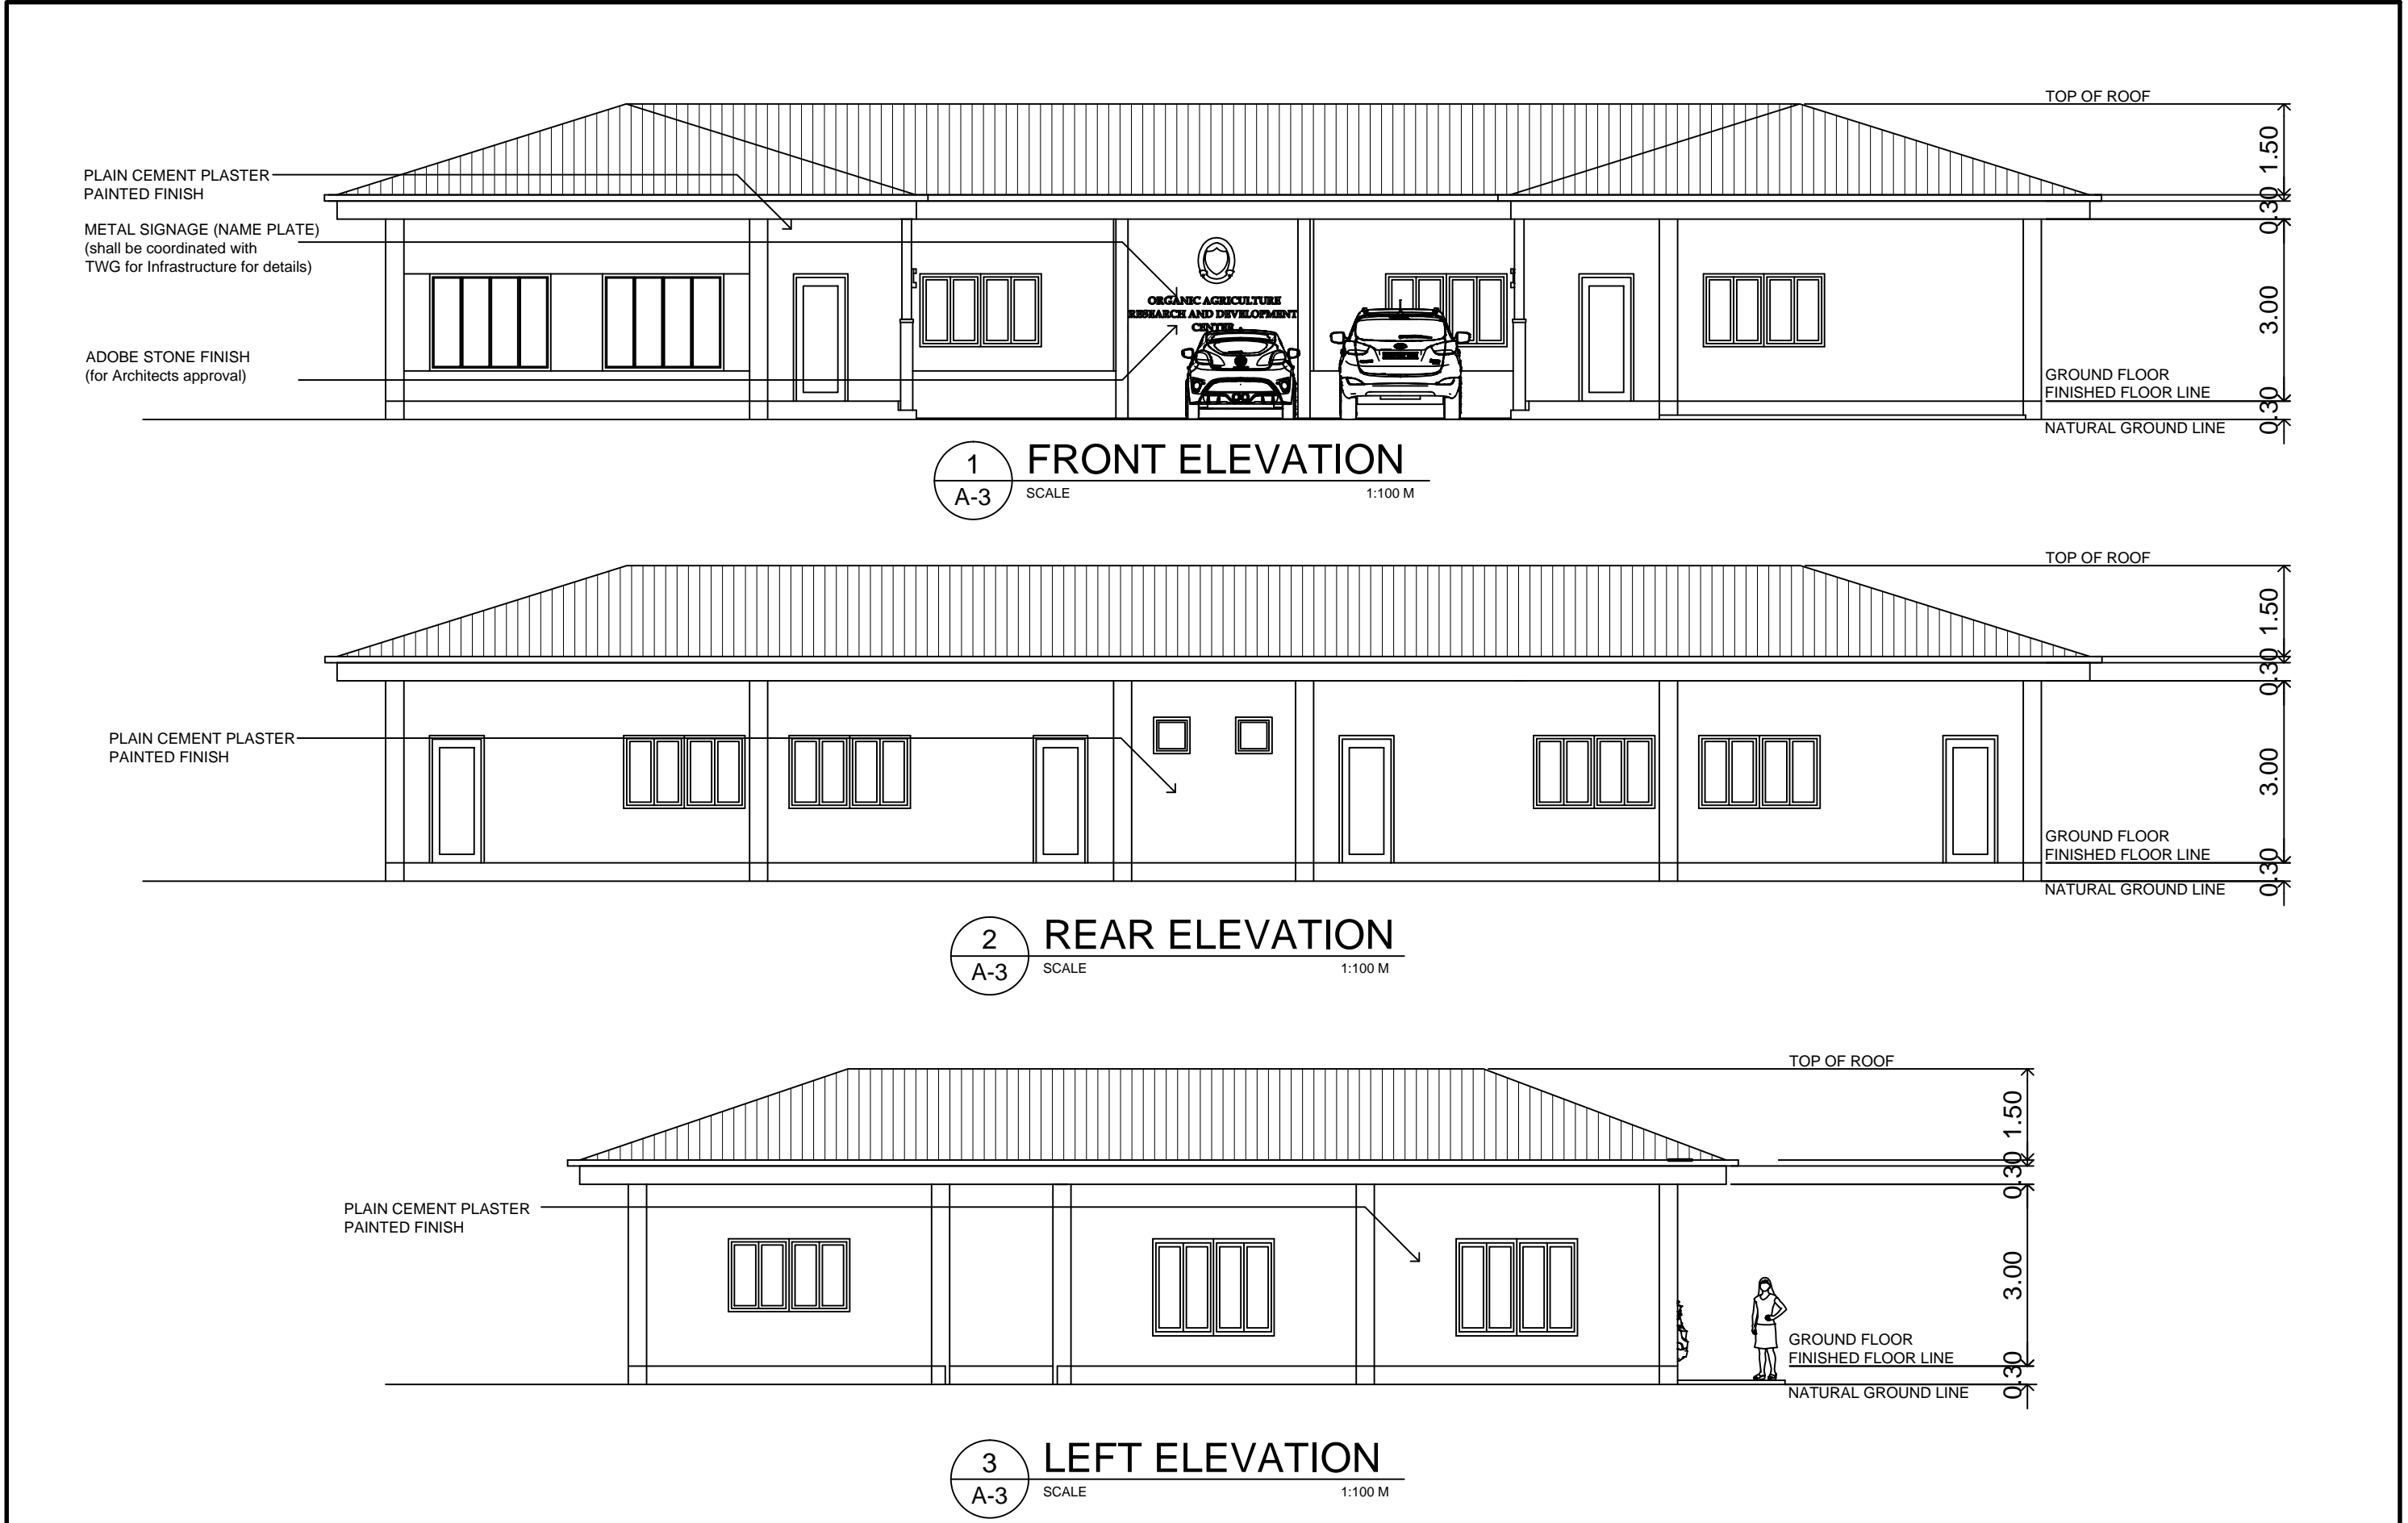 TOP OF ROOF
1.50
PLAIN CEMENT PLASTER
PAINTED FINISH
0.30
METAL SIGNAGE (NAME PLATE)
(shall be coordinated with
TWG for Infrastructure for details)
ORGANIC AGRICULTURE
RESEARCH AND DEVELOPMENT
CENTER
3.00
ADOBE STONE FINISH
(for Architects approval)
GROUND FLOOR
FINISHED FLOOR LINE
0.30
NATURAL GROUND LINE
1
A-3
FRONT ELEVATION
SCALE 1:100 M
TOP OF ROOF
1.50
0.30
PLAIN CEMENT PLASTER
PAINTED FINISH
3.00
GROUND FLOOR
FINISHED FLOOR LINE
0.30
NATURAL GROUND LINE
2
A-3
REAR ELEVATION
SCALE 1:100 M
TOP OF ROOF
1.50
0.30
PLAIN CEMENT PLASTER
PAINTED FINISH
3.00
GROUND FLOOR
FINISHED FLOOR LINE
0.30
NATURAL GROUND LINE
3
A-3
LEFT ELEVATION
SCALE 1:100 M